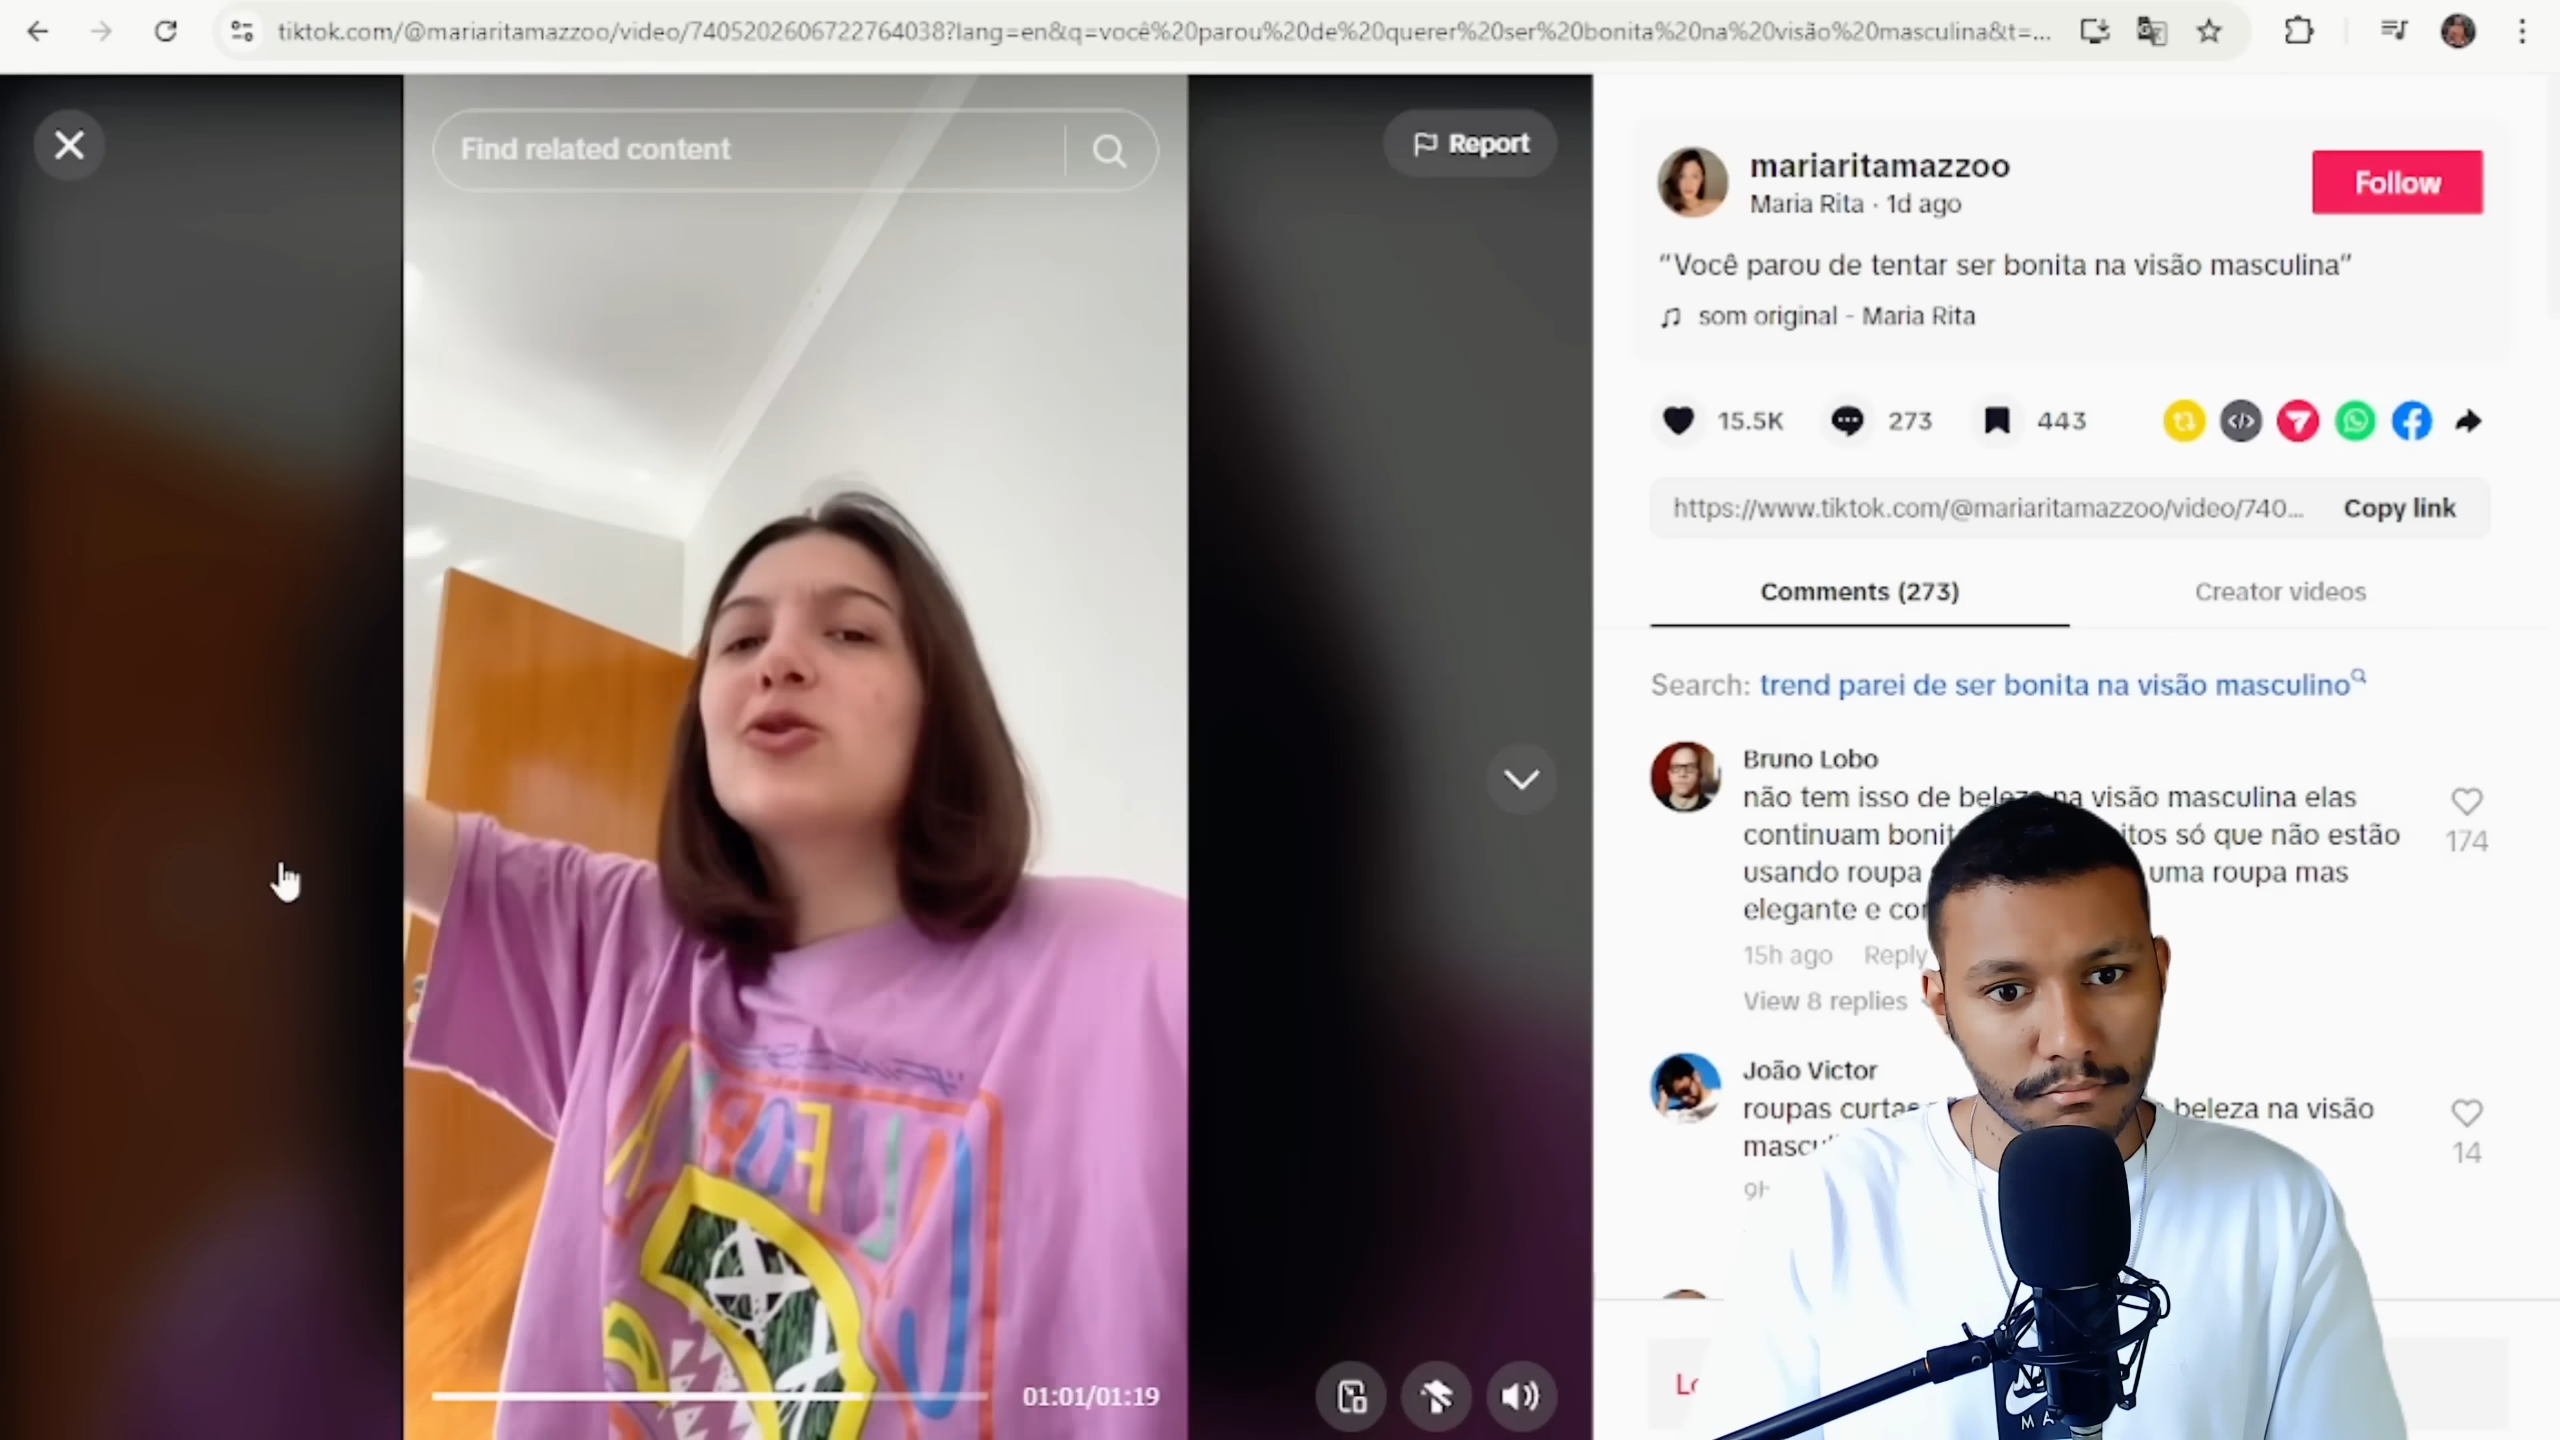 tiktok.com/@mariaritamazzoo/video/7405202606722764038?lang=en&q=você%20parou%20de%20querer%20ser%20bonita%20na%20visão%20masculina&t=...
Find related content
Report
mariaritamazzoo
Maria Rita · 1d ago
Follow
“Você parou de tentar ser bonita na visão masculina”
som original - Maria Rita
15.5K
273
443
https://www.tiktok.com/@mariaritamazzoo/video/740...
Copy link
Comments (273)
Creator videos
Search: trend parei de ser bonita na visão masculino
Bruno Lobo
não tem isso de beleza na visão masculina elas
continuam só que não estão
usando roupa uma roupa mas
elegante e
174
15h ago Reply
View 8 replies
João Victor
roupas beleza na visão
14
CALIFORNIA
01:01/01:19